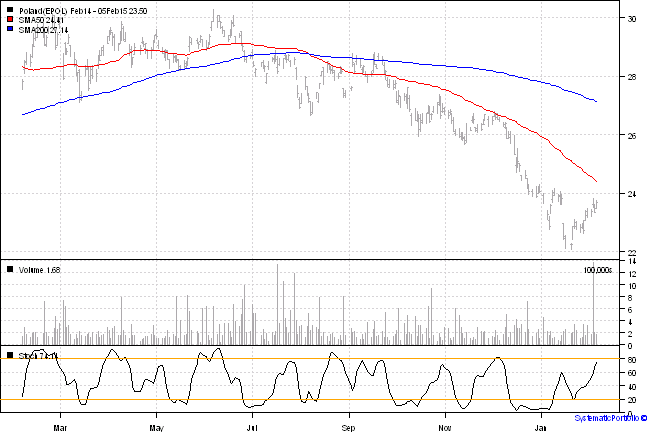 Poland(EPOL) Feb14 - 05Feb15 23.50
SMA50 24.41
SMA200 27.14
30
28
26
24
22
Volume 1.68
100,000s
14
12
10
8
6
4
2
0
80
60
40
20
0
Mar May Jul Sep Nov Jan
SystematicPortfolio ©